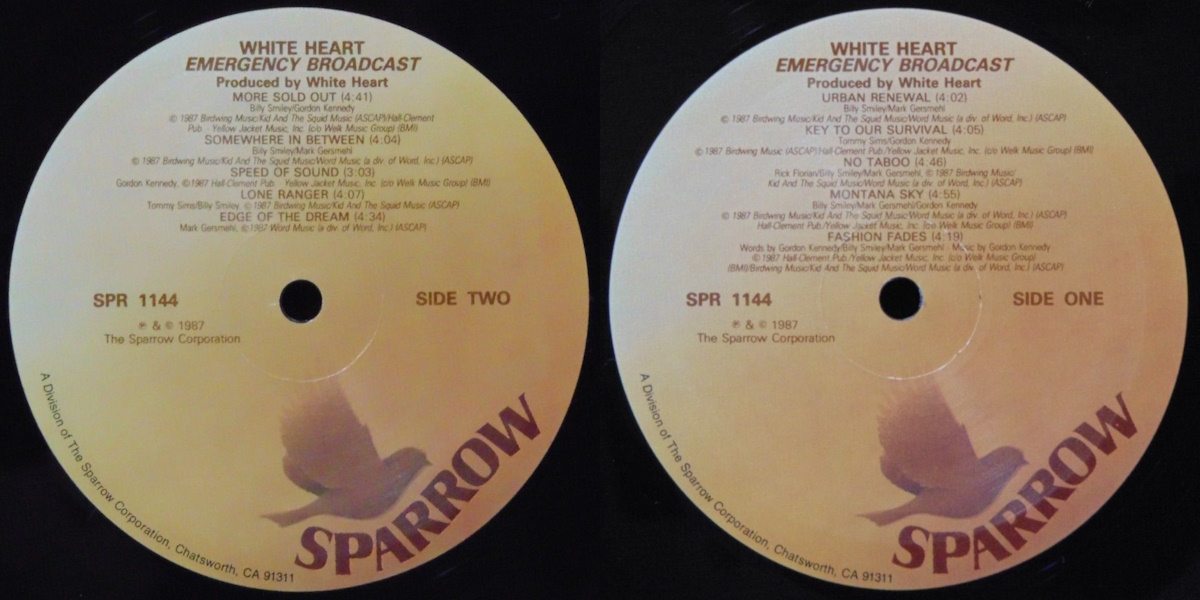 WHITE HEART
EMERGENCY BROADCAST
Produced by White Heart
MORE SOLD OUT (4:41)
Billy Smiley/Gordon Kennedy
© 1987 Birdwing Music/Kid And The Squid Music (ASCAP)/Hall-Clement
Pub. - Yellow Jacket Music, Inc. (c/o Welk Music Group) (BMI)
SOMEWHERE IN BETWEEN (4:04)
Billy Smiley/Mark Gersmehl
© 1987 Birdwing Music/Kid And The Squid Music/Word Music (a div. of Word, Inc.) (ASCAP)
SPEED OF SOUND (3:03)
Gordon Kennedy, ©1987 Hall-Clement Pub. - Yellow Jacket Music, Inc. (c/o Welk Music Group) (BMI)
LONE RANGER (4:07)
Tommy Sims/Billy Smiley, ©1987 Birdwing Music/Kid And The Squid Music (ASCAP)
EDGE OF THE DREAM (4:34)
Mark Gersmehl, ©1987 Word Music (a div. of Word, Inc.) (ASCAP)
SPR 1144
SIDE TWO
℗ & © 1987
The Sparrow Corporation
A Division of The Sparrow Corporation, Chatsworth, CA 91311
SPARROW
WHITE HEART
EMERGENCY BROADCAST
Produced by White Heart
URBAN RENEWAL (4:02)
Billy Smiley/Mark Gersmehl
© 1987 Birdwing Music/Kid And The Squid Music/Word Music (a div. of Word, Inc.) (ASCAP)
KEY TO OUR SURVIVAL (4:05)
Tommy Sims/Gordon Kennedy
© 1987 Birdwing Music (ASCAP)/Hall-Clement Pub./Yellow Jacket Music, Inc. (c/o Welk Music Group) (BMI)
NO TABOO (4:46)
Rick Florian/Billy Smiley/Mark Gersmehl, © 1987 Birdwing Music/
Kid And The Squid Music/Word Music (a div. of Word, Inc.) (ASCAP)
MONTANA SKY (4:55)
Billy Smiley/Mark Gersmehl/Gordon Kennedy
© 1987 Birdwing Music/Kid And The Squid Music/Word Music (a div. of Word, Inc.) (ASCAP)
Hall-Clement Pub./Yellow Jacket Music, Inc. (c/o Welk Music Group) (BMI)
FASHION FADES (4:19)
Words by Gordon Kennedy/Billy Smiley/Mark Gersmehl - Music by Gordon Kennedy
© 1987 Hall-Clement Pub./Yellow Jacket Music, Inc. (c/o Welk Music Group)
(BMI)/Birdwing Music/Kid And The Squid Music/Word Music (a div. of Word, Inc.) (ASCAP)
SPR 1144
SIDE ONE
℗ & © 1987
The Sparrow Corporation
A Division of The Sparrow Corporation, Chatsworth, CA 91311
SPARROW